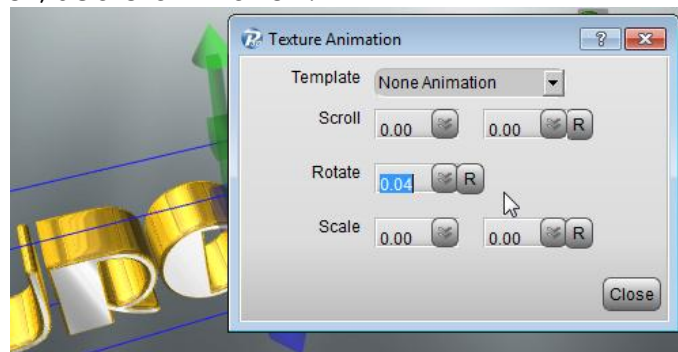 Texture Animation
Template None Animation
Scroll 0.00 0.00 R
Rotate 0.04 R
Scale 0.00 0.00 R
Close